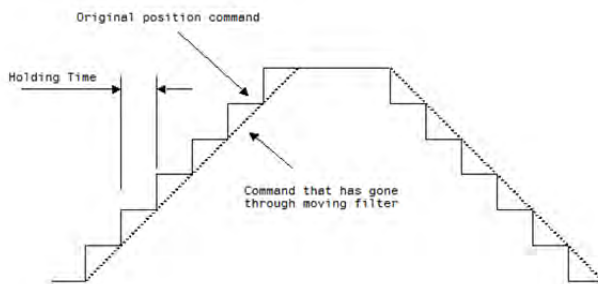 Original position command
Holding Time
Command that has gone
through moving filter